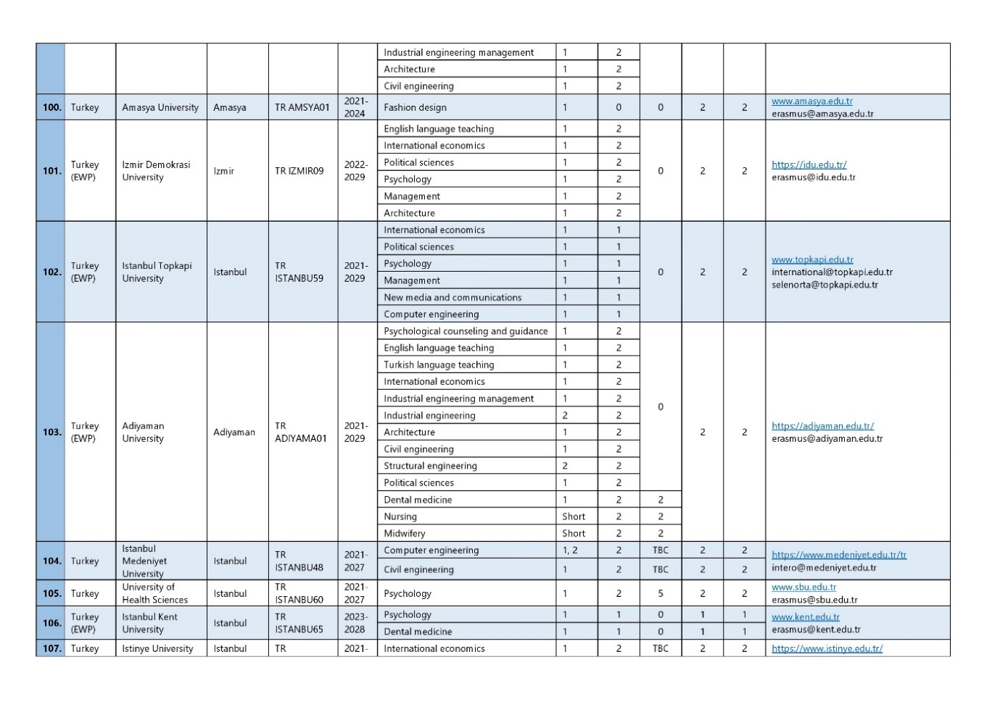 Industrial engineering management 1 2
Architecture 1 2
Civil engineering 1 2
100. Turkey Amasya University Amasya TR AMSYA01 2021-
2024 Fashion design 1 0 0 2 2 www.amasya.edu.tr
erasmus@amasya.edu.tr
101. Turkey
(EWP) Izmir Demokrasi
University Izmir TR IZMIR09 2022-
2029
English language teaching 1 2
International economics 1 2
Political sciences 1 2
Psychology 1 2
Management 1 2
Architecture 1 2
0 2 2 https://idu.edu.tr/
erasmus@idu.edu.tr
102. Turkey
(EWP) Istanbul Topkapi
University Istanbul TR
ISTANBU59 2021-
2029
International economics 1 1
Political sciences 1 1
Psychology 1 1
Management 1 1
New media and communications 1 1
Computer engineering 1 1
0 2 2 www.topkapi.edu.tr
international@topkapi.edu.tr
selenorta@topkapi.edu.tr
103. Turkey
(EWP) Adiyaman
University Adiyaman TR
ADIYAMA01 2021-
2029
Psychological counseling and guidance 1 2
English language teaching 1 2
Turkish language teaching 1 2
International economics 1 2
Industrial engineering management 1 2
Industrial engineering 2 2
Architecture 1 2
Civil engineering 1 2
Structural engineering 2 2
Political sciences 1 2
0
Dental medicine 1 2 2
Nursing Short 2 2
Midwifery Short 2 2
2 2 https://adiyaman.edu.tr/
erasmus@adiyaman.edu.tr
104. Turkey Istanbul
Medeniyet
University Istanbul TR
ISTANBU48 2021-
2027
Computer engineering 1, 2 2 TBC 2 2
Civil engineering 1 2 TBC 2 2
https://www.medeniyet.edu.tr/tr
intero@medeniyet.edu.tr
105. Turkey University of
Health Sciences Istanbul TR
ISTANBU60 2021-
2027 Psychology 1 2 5 2 2 www.sbu.edu.tr
erasmus@sbu.edu.tr
106. Turkey
(EWP) Istanbul Kent
University Istanbul TR
ISTANBU65 2023-
2028
Psychology 1 1 0 1 1
Dental medicine 1 1 0 1 1
www.kent.edu.tr
erasmus@kent.edu.tr
107. Turkey Istinye University Istanbul TR 2021- International economics 1 2 TBC 2 2 https://www.istinye.edu.tr/